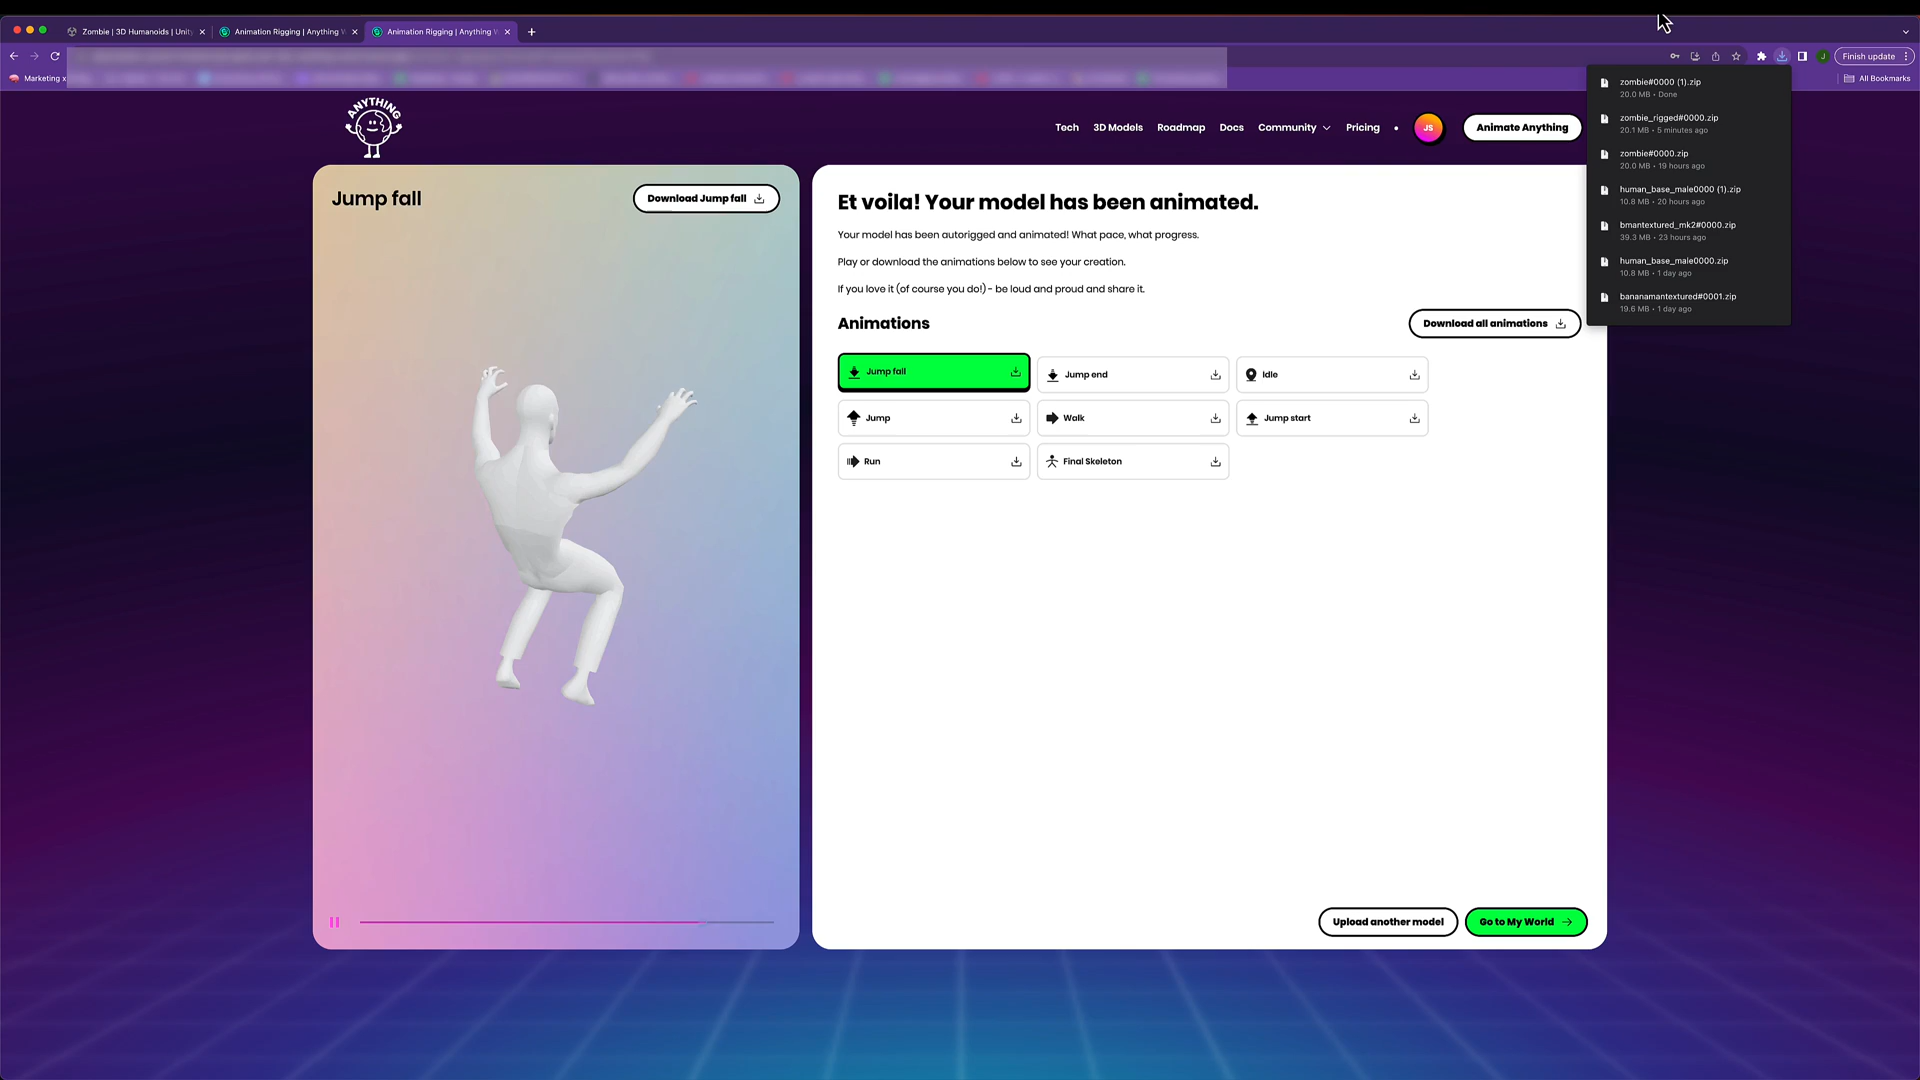 Zombie | 3D Humanoids | Unity
Animation Rigging | Anything W
Animation Rigging | Anything W
Finish update
Marketing x
All Bookmarks
ANYTHING
Tech
3D Models
Roadmap
Docs
Community
Pricing
JS
Animate Anything
zombie#0000 (1).zip
20.0 MB • Done
zombie_rigged#0000.zip
20.1 MB • 5 minutes ago
zombie#0000.zip
20.0 MB • 19 hours ago
human_base_male0000 (1).zip
10.8 MB • 20 hours ago
bmantextured_mk2#0000.zip
39.3 MB • 23 hours ago
human_base_male0000.zip
10.8 MB • 1 day ago
bananamantextured#0001.zip
19.6 MB • 1 day ago
Jump fall
Download Jump fall
Et voila! Your model has been animated.
Your model has been autorigged and animated! What pace, what progress.
Play or download the animations below to see your creation.
If you love it (of course you do!) - be loud and proud and share it.
Animations
Download all animations
Jump fall
Jump end
Idle
Jump
Walk
Jump start
Run
Final Skeleton
Upload another model
Go to My World